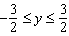 −3/2 ≤ y ≤ 3/2